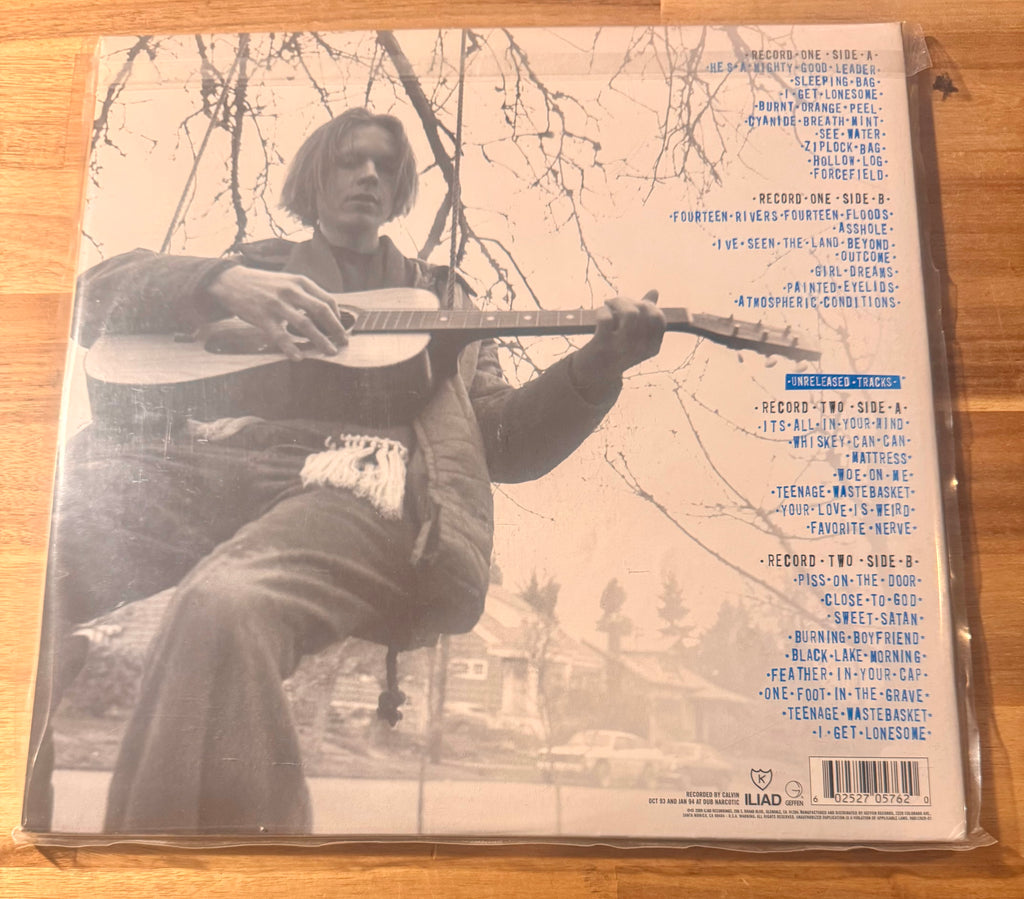 ·RECORD·ONE·SIDE·A·
·HE'S·A·MIGHTY·GOOD·LEADER·
·SLEEPING·BAG·
·I·GET·LONESOME·
·BURNT·ORANGE·PEEL·
·CYANIDE·BREATH·MINT·
·SEE·WATER·
·ZIPLOCK·BAG·
·HOLLOW·LOG·
·FORCEFIELD·
·RECORD·ONE·SIDE·B·
·FOURTEEN·RIVERS·FOURTEEN·FLOODS·
·ASSHOLE·
·I'VE·SEEN·THE·LAND·BEYOND·
·OUTCOME·
·GIRL·DREAMS·
·PAINTED·EYELIDS·
·ATMOSPHERIC·CONDITIONS·
·UNRELEASED·TRACKS·
·RECORD·TWO·SIDE·A·
·ITS·ALL·IN·YOUR·MIND·
·WHISKEY·CAN·CAN·
·MATTRESS·
·WOE·ON·ME·
·TEENAGE·WASTEBASKET·
·YOUR·LOVE·IS·WEIRD·
·FAVORITE·NERVE·
·RECORD·TWO·SIDE·B·
·PISS·ON·THE·DOOR·
·CLOSE·TO·GOD·
·SWEET·SATAN·
·BURNING·BOYFRIEND·
·BLACK·LAKE·MORNING·
·FEATHER·IN·YOUR·CAP·
·ONE·FOOT·IN·THE·GRAVE·
·TEENAGE·WASTEBASKET·
·I·GET·LONESOME·
RECORDED BY CALVIN
OCT 93 AND JAN 94 AT DUB NARCOTIC
K
ILIAD
G
GEFFEN
6 02527 05762 0